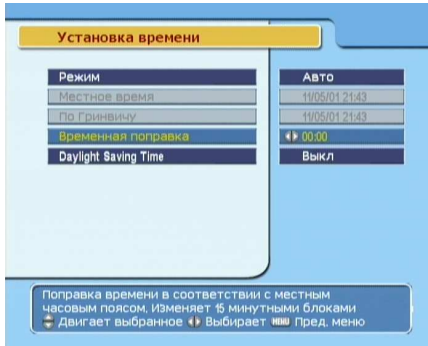 Установка времени
Режим Авто
Местное время 11/05/01 21:43
По Гринвичу 11/05/01 21:43
Временная поправка 00:00
Daylight Saving Time Выкл
Поправка времени в соответствии с местным
часовым поясом, Изменяет 15 минутными блоками
Двигает выбранное Выбирает MENU Пред. меню